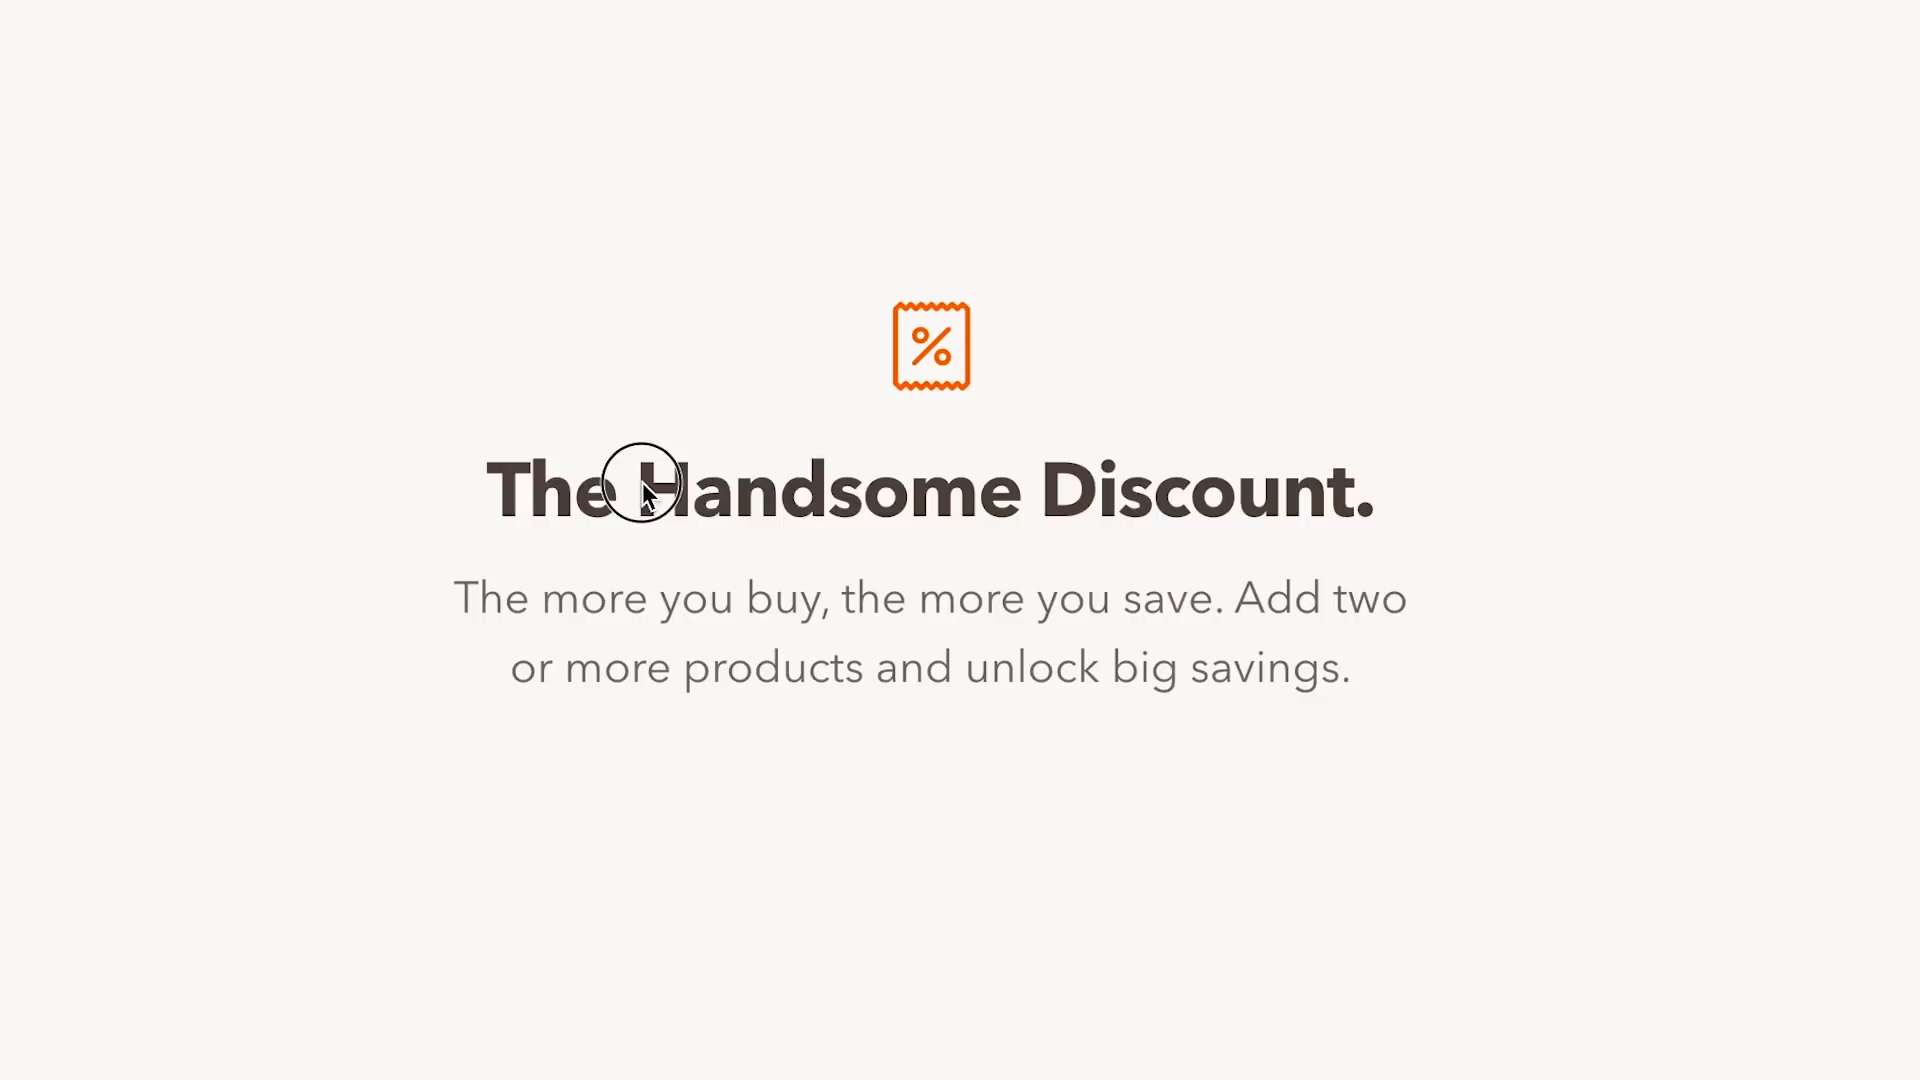 %
The Handsome Discount.
The more you buy, the more you save. Add two
or more products and unlock big savings.